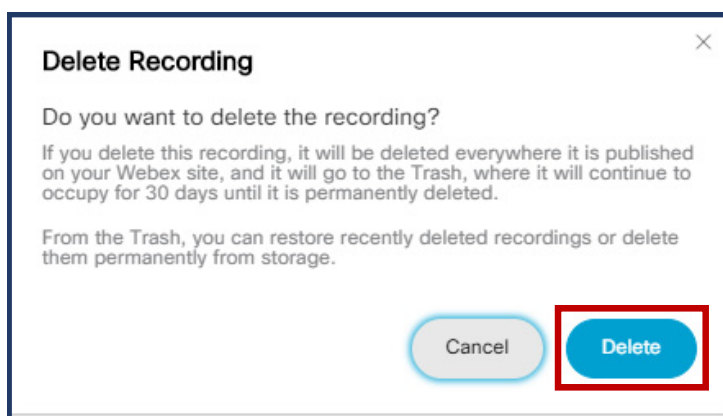 Delete Recording
Do you want to delete the recording?
If you delete this recording, it will be deleted everywhere it is published
on your Webex site, and it will go to the Trash, where it will continue to
occupy for 30 days until it is permanently deleted.
From the Trash, you can restore recently deleted recordings or delete
them permanently from storage.
Cancel
Delete